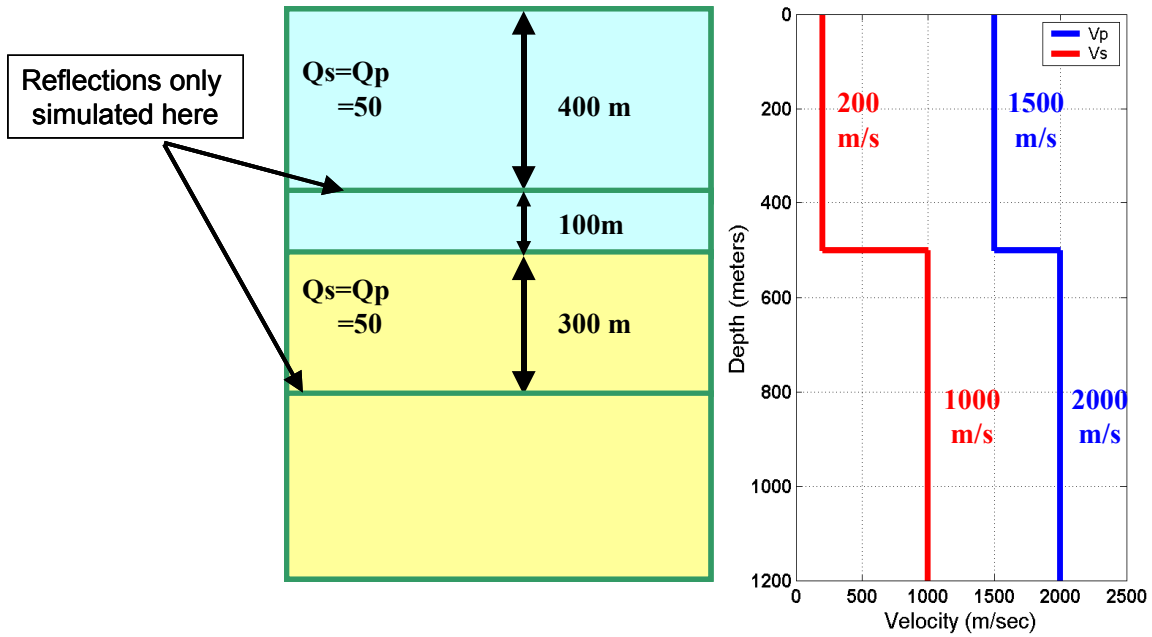 Reflections only
simulated here
Qs=Qp
=50
400 m
100m
Qs=Qp
=50
300 m
Vp
Vs
200
m/s
1500
m/s
1000
m/s
2000
m/s
0
200
400
600
800
1000
1200
Depth (meters)
0
500
1000
1500
2000
2500
Velocity (m/sec)